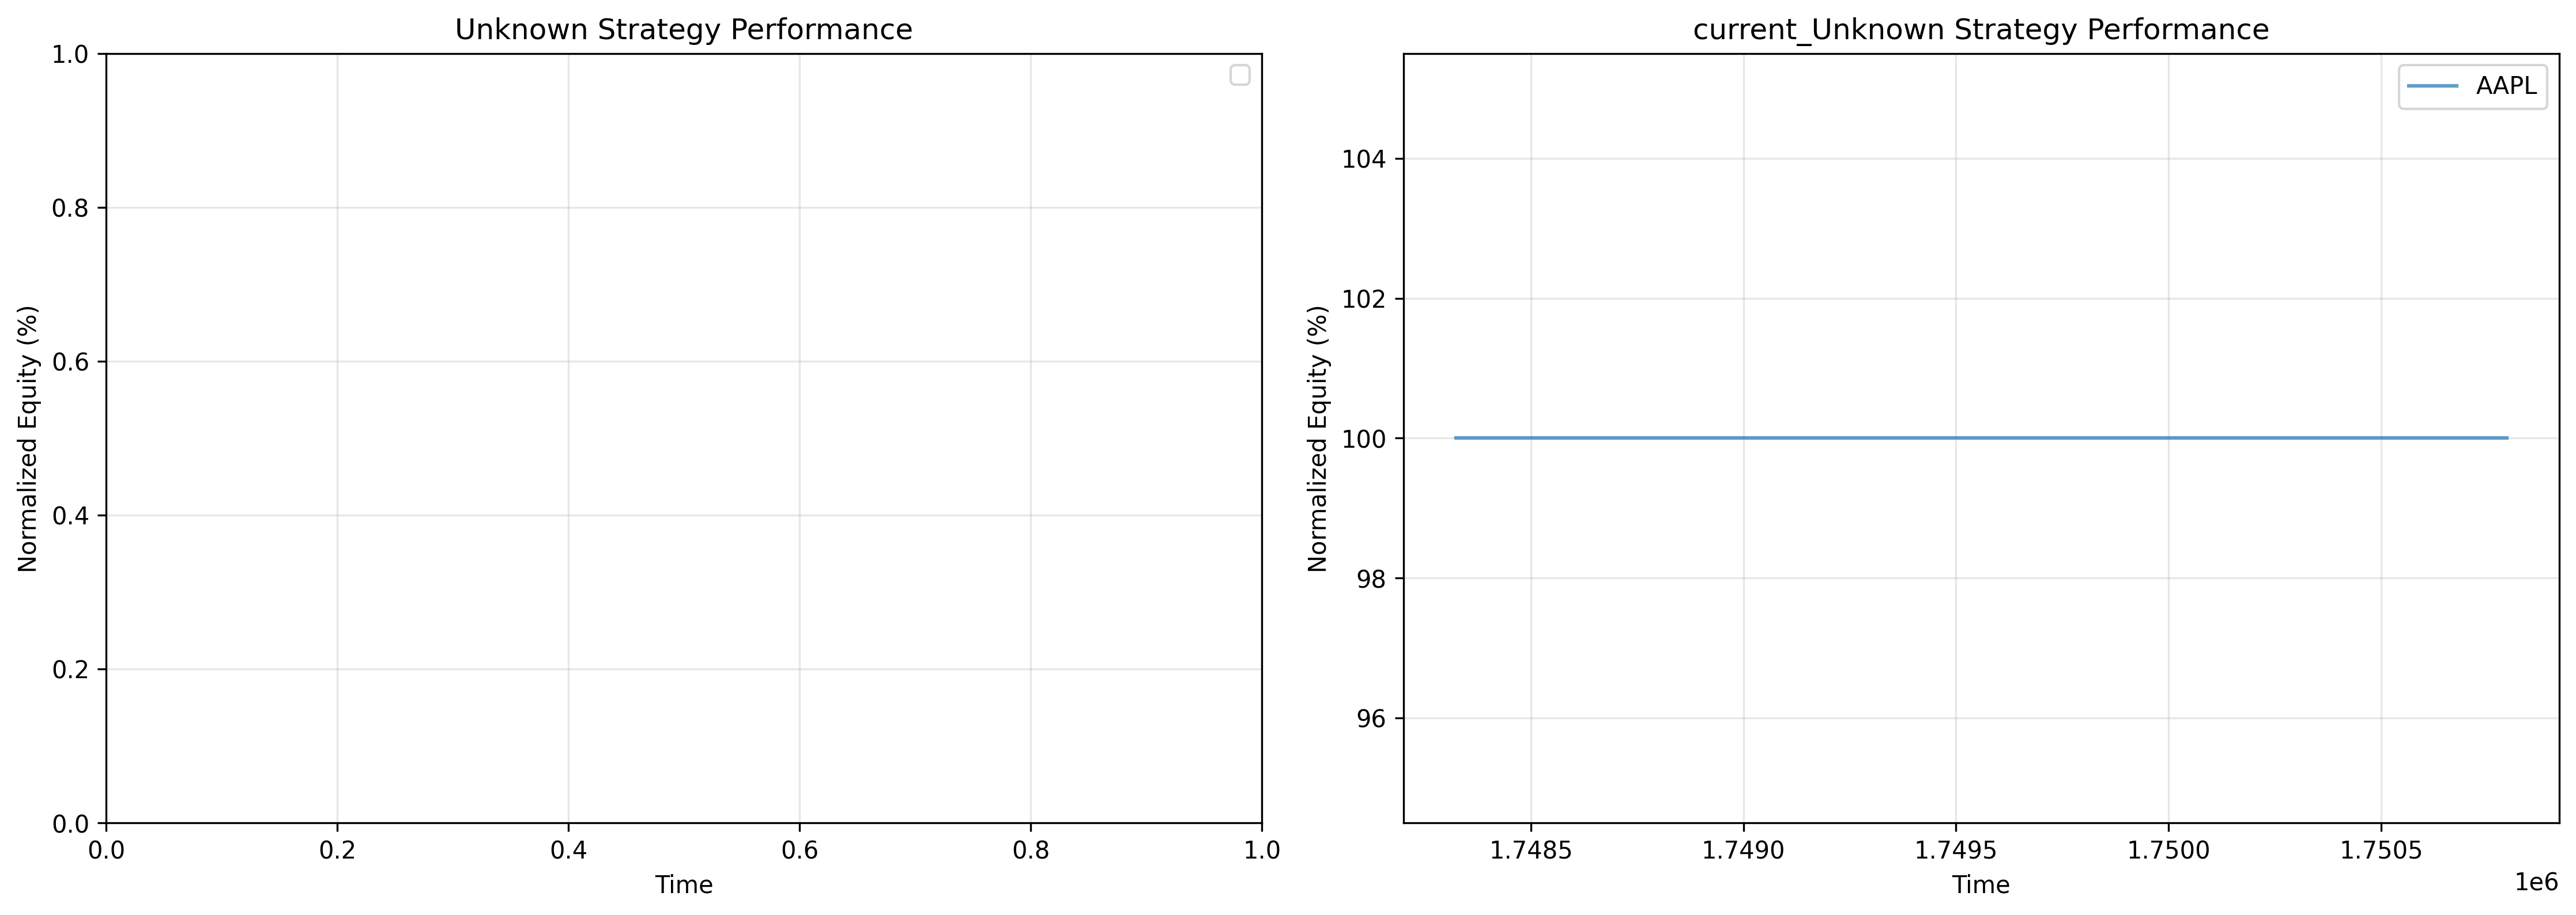 Unknown Strategy Performance
1.0
0.8
0.6
0.4
0.2
0.0
Normalized Equity (%)
0.0 0.2 0.4 0.6 0.8 1.0
Time
current_Unknown Strategy Performance
AAPL
104
102
100
98
96
Normalized Equity (%)
1.7485 1.7490 1.7495 1.7500 1.7505
1e6
Time